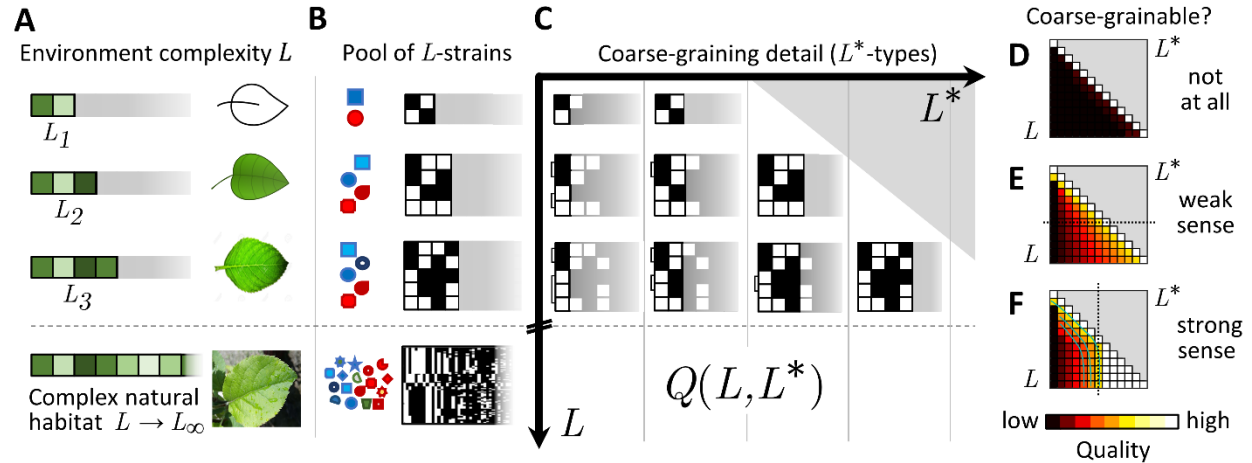 A
Environment complexity L
L1
L2
L3
Complex natural
habitat L → L∞
B
Pool of L-strains
C
Coarse-graining detail (L*-types)
L*
L
Q(L, L*)
Coarse-grainable?
D
L*
not
at all
L
E
L*
weak
sense
L
F
L*
strong
sense
L
low
high
Quality